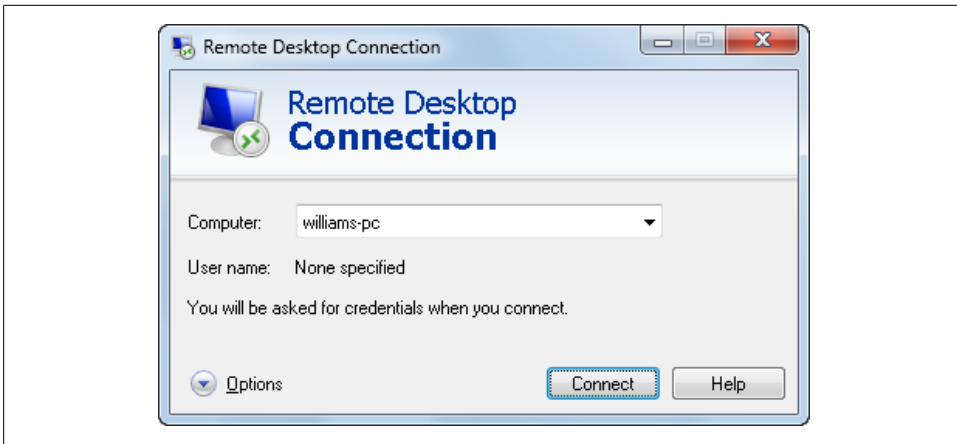 Remote Desktop Connection
Remote Desktop
Connection
Computer: williams-pc
User name: None specified
You will be asked for credentials when you connect.
Options Connect Help